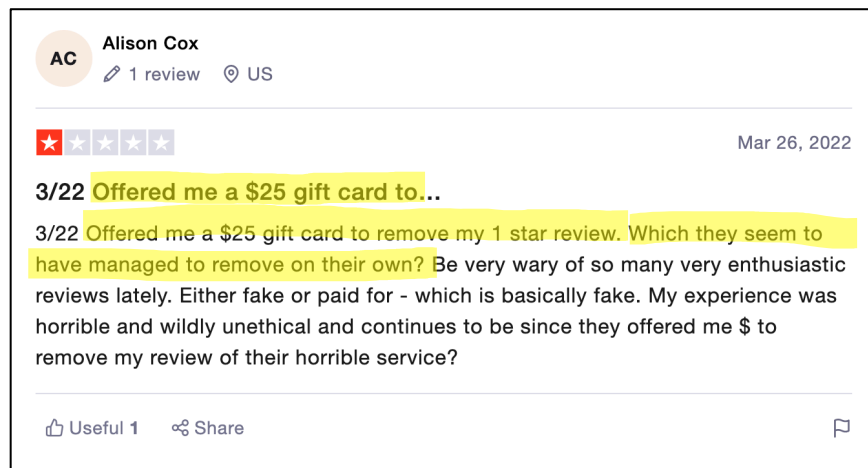 AC
Alison Cox
1 review US
Mar 26, 2022
3/22 Offered me a $25 gift card to...
3/22 Offered me a $25 gift card to remove my 1 star review. Which they seem to
have managed to remove on their own? Be very wary of so many very enthusiastic
reviews lately. Either fake or paid for - which is basically fake. My experience was
horrible and wildly unethical and continues to be since they offered me $ to
remove my review of their horrible service?
Useful 1 Share